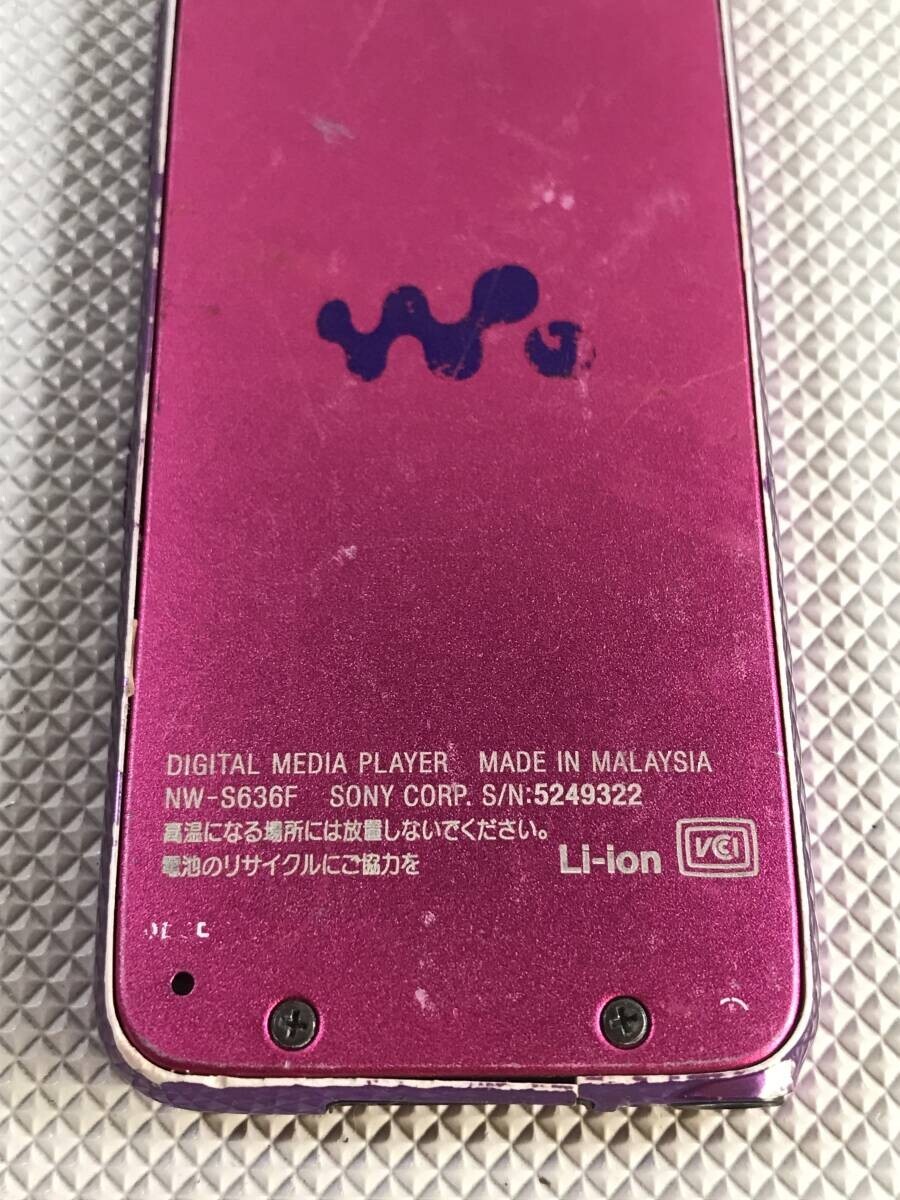 DIGITAL MEDIA PLAYER MADE IN MALAYSIA
NW-S636F SONY CORP. S/N:5249322
高温になる場所には放置しないでください。
電池のリサイクルにご協力を
Li-ion VCCI